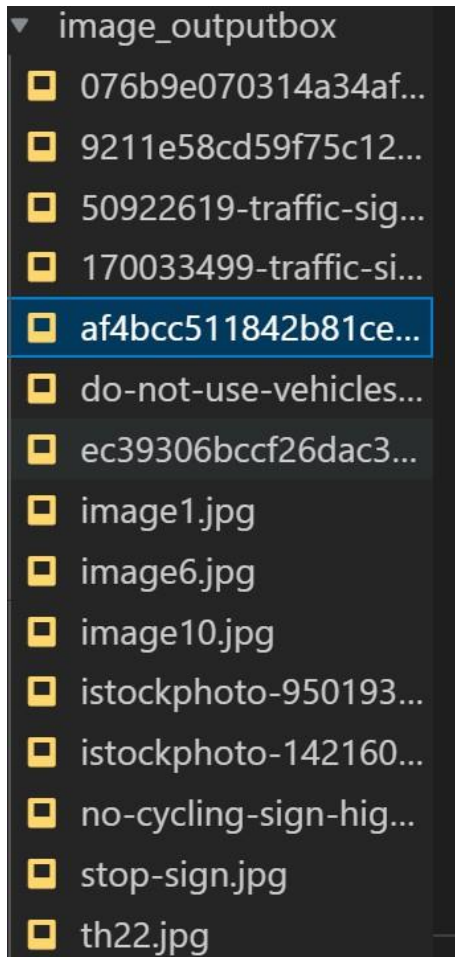 image_outputbox
076b9e070314a34af...
9211e58cd59f75c12...
50922619-traffic-sig...
170033499-traffic-si...
af4bcc511842b81ce...
do-not-use-vehicles...
ec39306bccf26dac3...
image1.jpg
image6.jpg
image10.jpg
istockphoto-950193...
istockphoto-142160...
no-cycling-sign-hig...
stop-sign.jpg
th22.jpg